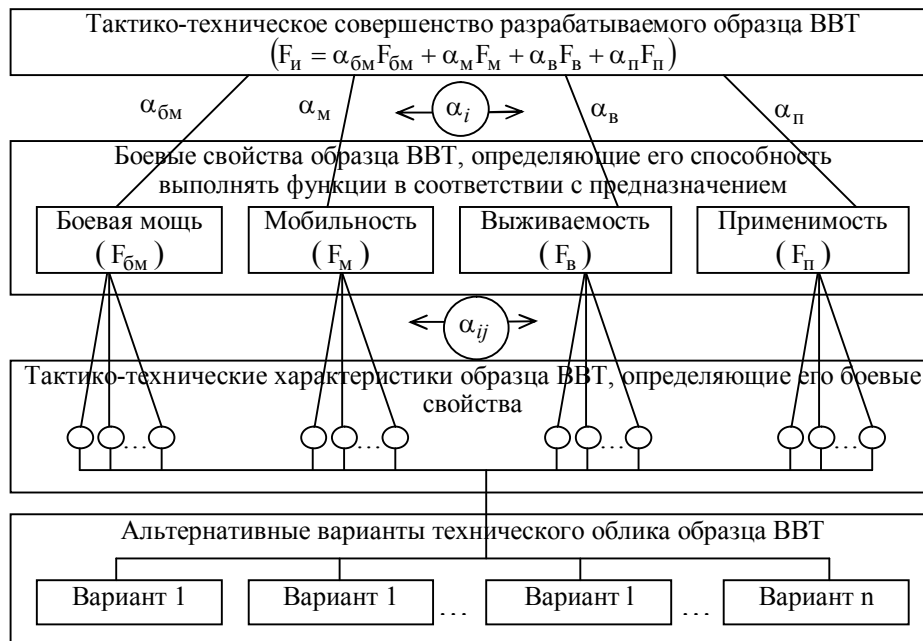 Тактико-техническое совершенство разрабатываемого образца ВВТ
(Fи = αбмFбм + αмFм + αвFв + αпFп)
αбм αм αi αв αп
Боевые свойства образца ВВТ, определяющие его способность
выполнять функции в соответствии с предназначением
Боевая мощь Мобильность Выживаемость Применимость
(Fбм) (Fм) (Fв) (Fп)
αij
Тактико-технические характеристики образца ВВТ, определяющие его боевые
свойства
... ... ... ...
Альтернативные варианты технического облика образца ВВТ
Вариант 1 Вариант 1 ... Вариант l ... Вариант n